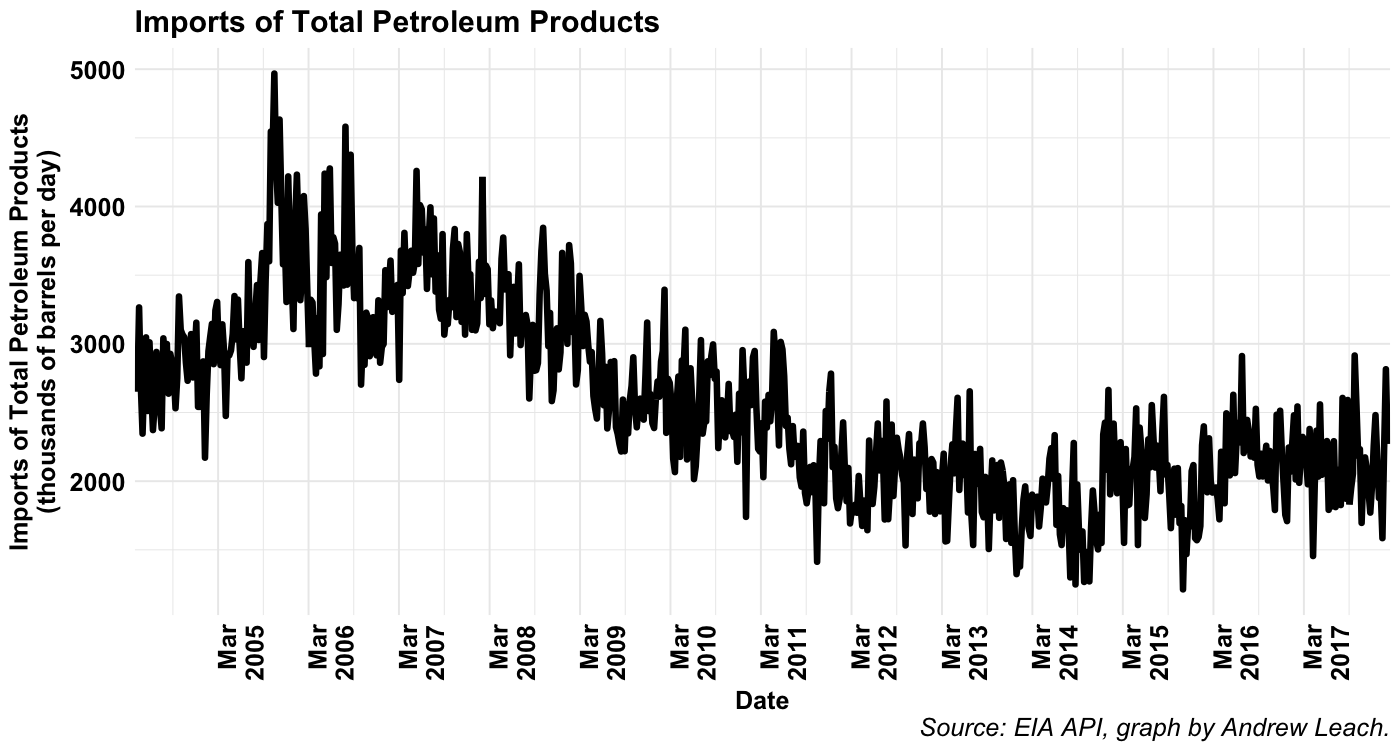 Imports of Total Petroleum Products
Imports of Total Petroleum Products
(thousands of barrels per day)
5000
4000
3000
2000
Mar
2005
Mar
2006
Mar
2007
Mar
2008
Mar
2009
Mar
2010
Mar
2011
Mar
2012
Mar
2013
Mar
2014
Mar
2015
Mar
2016
Mar
2017
Date
Source: EIA API, graph by Andrew Leach.